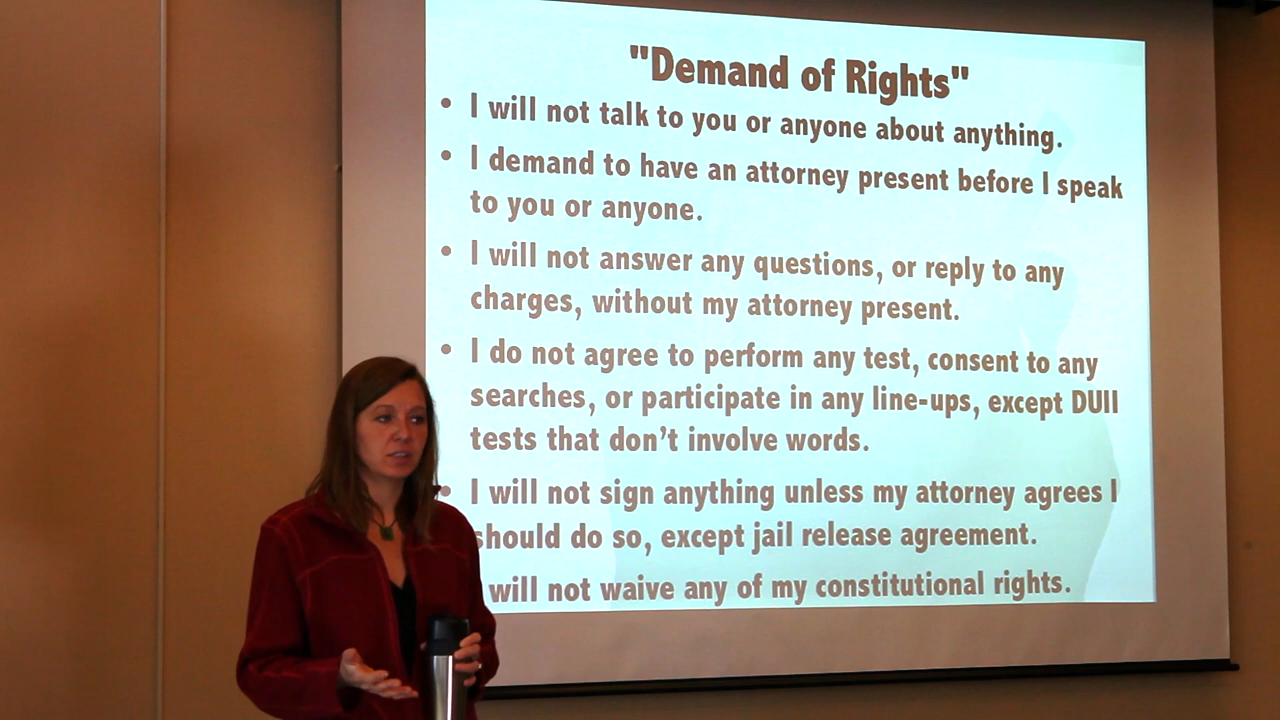 "Demand of Rights"
• I will not talk to you or anyone about anything.
• I demand to have an attorney present before I speak
to you or anyone.
• I will not answer any questions, or reply to any
charges, without my attorney present.
• I do not agree to perform any test, consent to any
searches, or participate in any line-ups, except DUII
tests that don't involve words.
• I will not sign anything unless my attorney agrees I
should do so, except jail release agreement.
will not waive any of my constitutional rights.